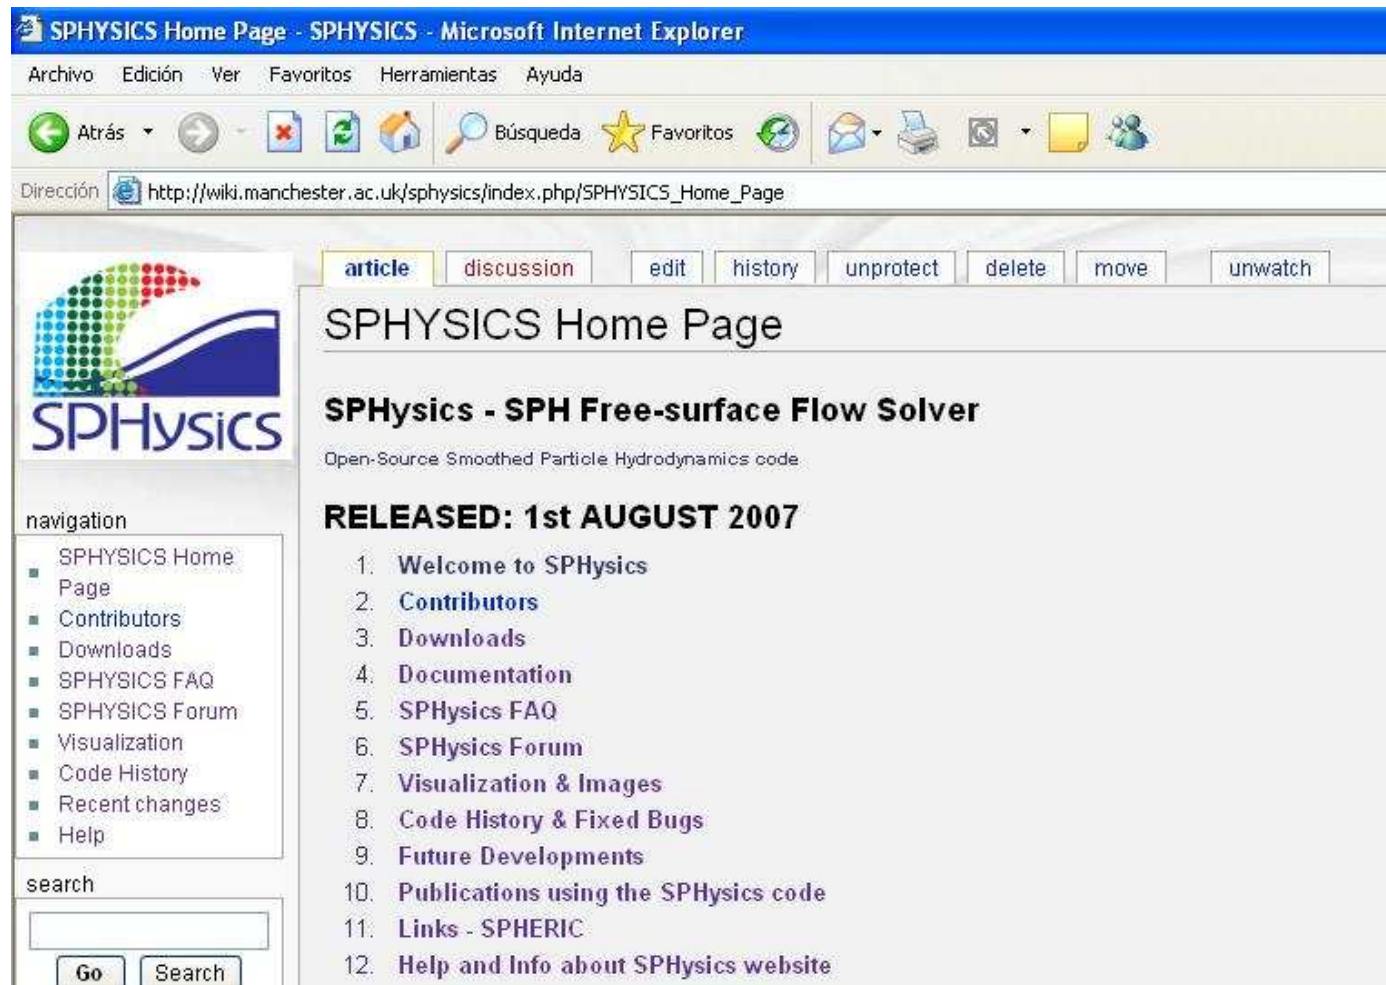 SPHYSICS Home Page - SPHYSICS - Microsoft Internet Explorer
Archivo Edición Ver Favoritos Herramientas Ayuda
Atrás Búsqueda Favoritos
Dirección http://wiki.manchester.ac.uk/sphysics/index.php/SPHYSICS_Home_Page
article discussion edit history unprotect delete move unwatch
SPHysics
navigation
SPHYSICS Home
Page
Contributors
Downloads
SPHYSICS FAQ
SPHYSICS Forum
Visualization
Code History
Recent changes
Help
search
Go Search
SPHYSICS Home Page
SPHysics - SPH Free-surface Flow Solver
Open-Source Smoothed Particle Hydrodynamics code
RELEASED: 1st AUGUST 2007
1. Welcome to SPHysics
2. Contributors
3. Downloads
4. Documentation
5. SPHysics FAQ
6. SPHysics Forum
7. Visualization & Images
8. Code History & Fixed Bugs
9. Future Developments
10. Publications using the SPHysics code
11. Links - SPHERIC
12. Help and Info about SPHysics website